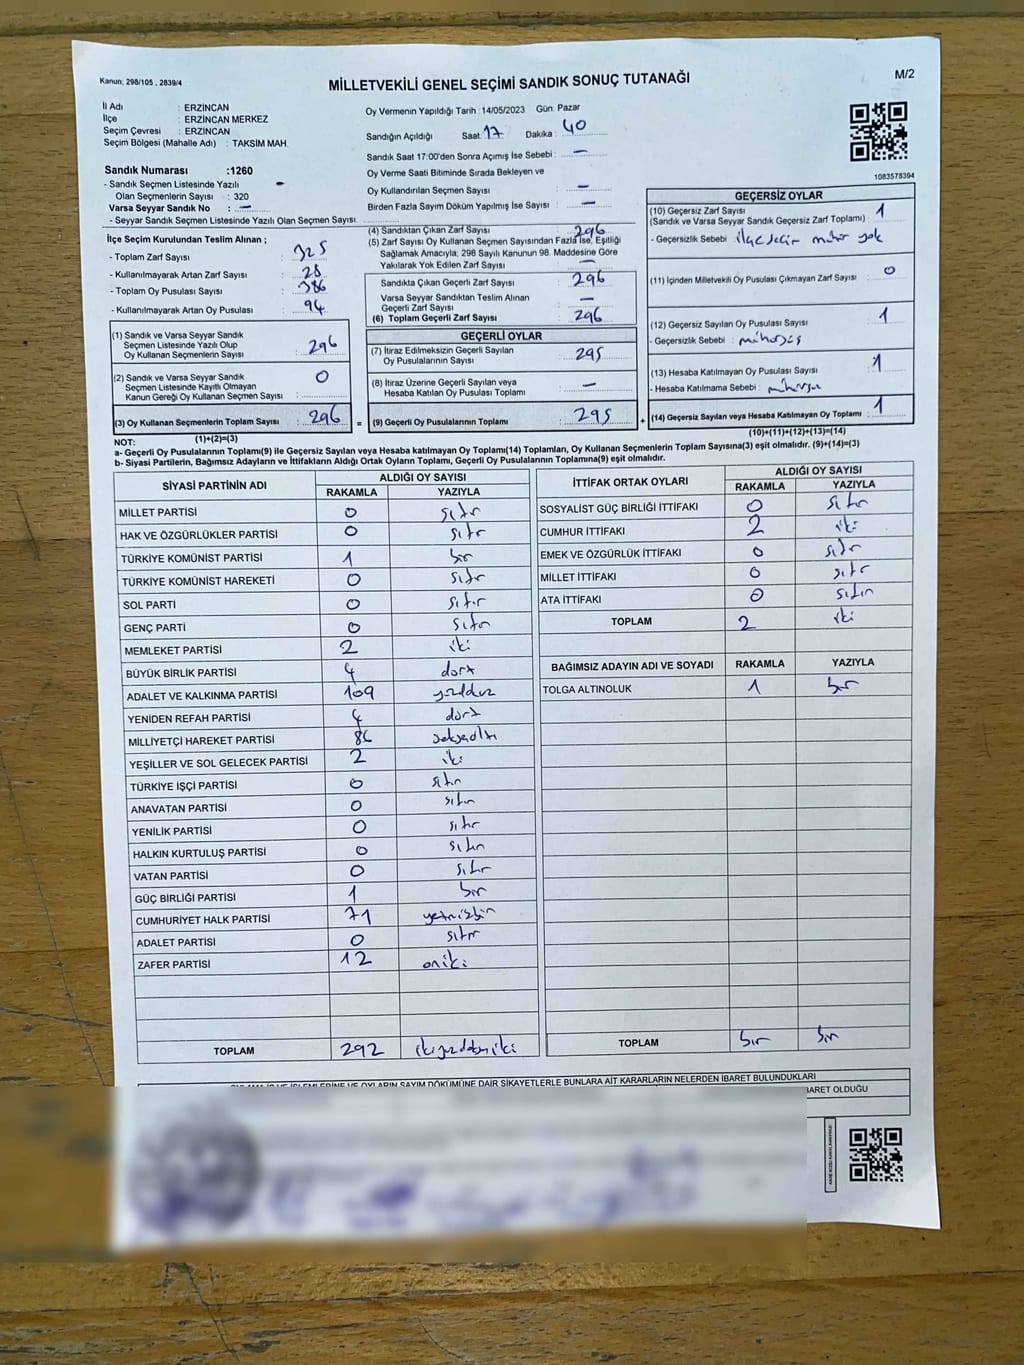 Kanun; 298/105 , 2839/4
MİLLETVEKİLİ GENEL SEÇİMİ SANDIK SONUÇ TUTANAĞI
M/2
İl Adı : ERZİNCAN
İlçe : ERZİNCAN MERKEZ
Seçim Çevresi : ERZİNCAN
Seçim Bölgesi (Mahalle Adı) : TAKSİM MAH.
Oy Vermenin Yapıldığı Tarih : 14/05/2023 Gün: Pazar
Sandığın Açıldığı Saat 17 Dakika : 40
Sandık Saat 17:00'den Sonra Açımış İse Sebebi : —
Oy Verme Saati Bitiminde Sırada Bekleyen ve
Oy Kullandırılan Seçmen Sayısı : —
Birden Fazla Sayım Döküm Yapılmış İse Sayısı : —
1083578394
Sandık Numarası :1260
- Sandık Seçmen Listesinde Yazılı
Olan Seçmenlerin Sayısı : 320
Varsa Seyyar Sandık No : —
- Seyyar Sandık Seçmen Listesinde Yazılı Olan Seçmen Sayısı:
İlçe Seçim Kurulundan Teslim Alınan ;
- Toplam Zarf Sayısı : 325
- Kullanılmayarak Artan Zarf Sayısı : 28
- Toplam Oy Pusulası Sayısı : 386
- Kullanılmayarak Artan Oy Pusulası : 94
(1) Sandık ve Varsa Seyyar Sandık
Seçmen Listesinde Yazılı Olup
Oy Kullanan Seçmenlerin Sayısı : 296
(2) Sandık ve Varsa Seyyar Sandık
Seçmen Listesinde Kayıtlı Olmayan
Kanun Gereği Oy Kullanan Seçmen Sayısı : 0
(3) Oy Kullanan Seçmenlerin Toplam Sayısı : 296
(1)+(2)=(3)
(4) Sandıktan Çıkan Zarf Sayısı : 296
(5) Zarf Sayısı Oy Kullanan Seçmen Sayısından Fazla İse, Eşitliği
Sağlamak Amacıyla; 298 Sayılı Kanunun 98. Maddesine Göre
Yakılarak Yok Edilen Zarf Sayısı : —
Sandıkta Çıkan Geçerli Zarf Sayısı : 296
Varsa Seyyar Sandıktan Teslim Alınan
Geçerli Zarf Sayısı : —
(6) Toplam Geçerli Zarf Sayısı : 296
GEÇERLİ OYLAR
(7) İtiraz Edilmeksizin Geçerli Sayılan
Oy Pusulalarının Sayısı : 295
(8) İtiraz Üzerine Geçerli Sayılan veya
Hesaba Katılan Oy Pusulası Toplamı : —
= (9) Geçerli Oy Pusulalarının Toplamı : 295 +
GEÇERSİZ OYLAR
(10) Geçersiz Zarf Sayısı : 1
(Sandık ve Varsa Seyyar Sandık Geçersiz Zarf Toplamı)
- Geçersizlik Sebebi : ilçe seçim mühür yok
(11) İçinden Milletvekili Oy Pusulası Çıkmayan Zarf Sayısı : 0
(12) Geçersiz Sayılan Oy Pusulası Sayısı : 1
- Geçersizlik Sebebi :
(13) Hesaba Katılmayan Oy Pusulası Sayısı : 1
- Hesaba Katılmama Sebebi :
(14) Geçersiz Sayılan veya Hesaba Katılmayan Oy Toplamı : 1
(10)+(11)+(12)+(13)=(14)
NOT:
a- Geçerli Oy Pusulalarının Toplamı(9) ile Geçersiz Sayılan veya Hesaba Katılmayan Oy Toplamı(14) Toplamları, Oy Kullanan Seçmenlerin Toplam Sayısına(3) eşit olmalıdır. (9)+(14)=(3)
b- Siyasi Partilerin, Bağımsız Adayların ve İttifakların Aldığı Ortak Oyların Toplamı, Geçerli Oy Pusulalarının Toplamına(9) eşit olmalıdır.
SİYASİ PARTİNİN ADI ALDIĞI OY SAYISI
RAKAMLA YAZIYLA
MİLLET PARTİSİ 0 sıfır
HAK VE ÖZGÜRLÜKLER PARTİSİ 0 sıfır
TÜRKİYE KOMÜNİST PARTİSİ 1 bir
TÜRKİYE KOMÜNİST HAREKETİ 0 sıfır
SOL PARTİ 0 sıfır
GENÇ PARTİ 0 sıfır
MEMLEKET PARTİSİ 2 iki
BÜYÜK BİRLİK PARTİSİ 4 dört
ADALET VE KALKINMA PARTİSİ 109 yüzdokuz
YENİDEN REFAH PARTİSİ 4 dört
MİLLİYETÇİ HAREKET PARTİSİ 86 seksenaltı
YEŞİLLER VE SOL GELECEK PARTİSİ 2 iki
TÜRKİYE İŞÇİ PARTİSİ 0 sıfır
ANAVATAN PARTİSİ 0 sıfır
YENİLİK PARTİSİ 0 sıfır
HALKIN KURTULUŞ PARTİSİ 0 sıfır
VATAN PARTİSİ 0 sıfır
GÜÇ BİRLİĞİ PARTİSİ 1 bir
CUMHURİYET HALK PARTİSİ 71 yetmişbir
ADALET PARTİSİ 0 sıfır
ZAFER PARTİSİ 12 oniki
TOPLAM 292 ikiyüzdoksaniki
İTTİFAK ORTAK OYLARI ALDIĞI OY SAYISI
RAKAMLA YAZIYLA
SOSYALİST GÜÇ BİRLİĞİ İTTİFAKI 0 sıfır
CUMHUR İTTİFAKI 2 iki
EMEK VE ÖZGÜRLÜK İTTİFAKI 0 sıfır
MİLLET İTTİFAKI 0 sıfır
ATA İTTİFAKI 0 sıfır
TOPLAM 2 iki
BAĞIMSIZ ADAYIN ADI VE SOYADI RAKAMLA YAZIYLA
TOLGA ALTINOLUK 1 bir
TOPLAM bir bir
İŞLEMLERİNE VE OYLARIN SAYIM DÖKÜMÜNE DAİR ŞİKAYETLERLE BUNLARA AİT KARARLARIN NELERDEN İBARET BULUNDUKLARI
BARET OLDUĞU